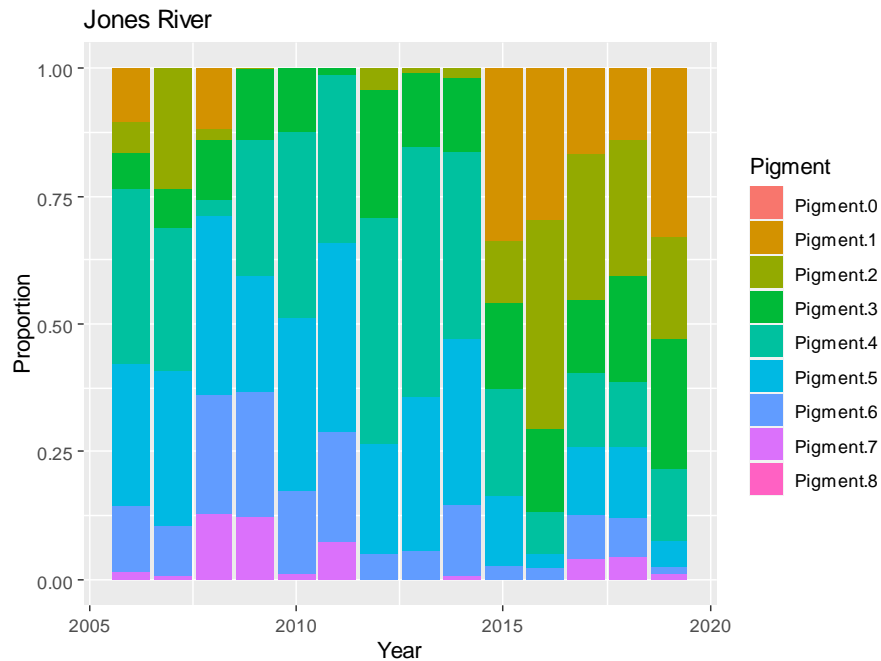 Jones River
1.00
0.75
0.50
0.25
0.00
Proportion
2005 2010 2015 2020
Year
Pigment
Pigment.0
Pigment.1
Pigment.2
Pigment.3
Pigment.4
Pigment.5
Pigment.6
Pigment.7
Pigment.8